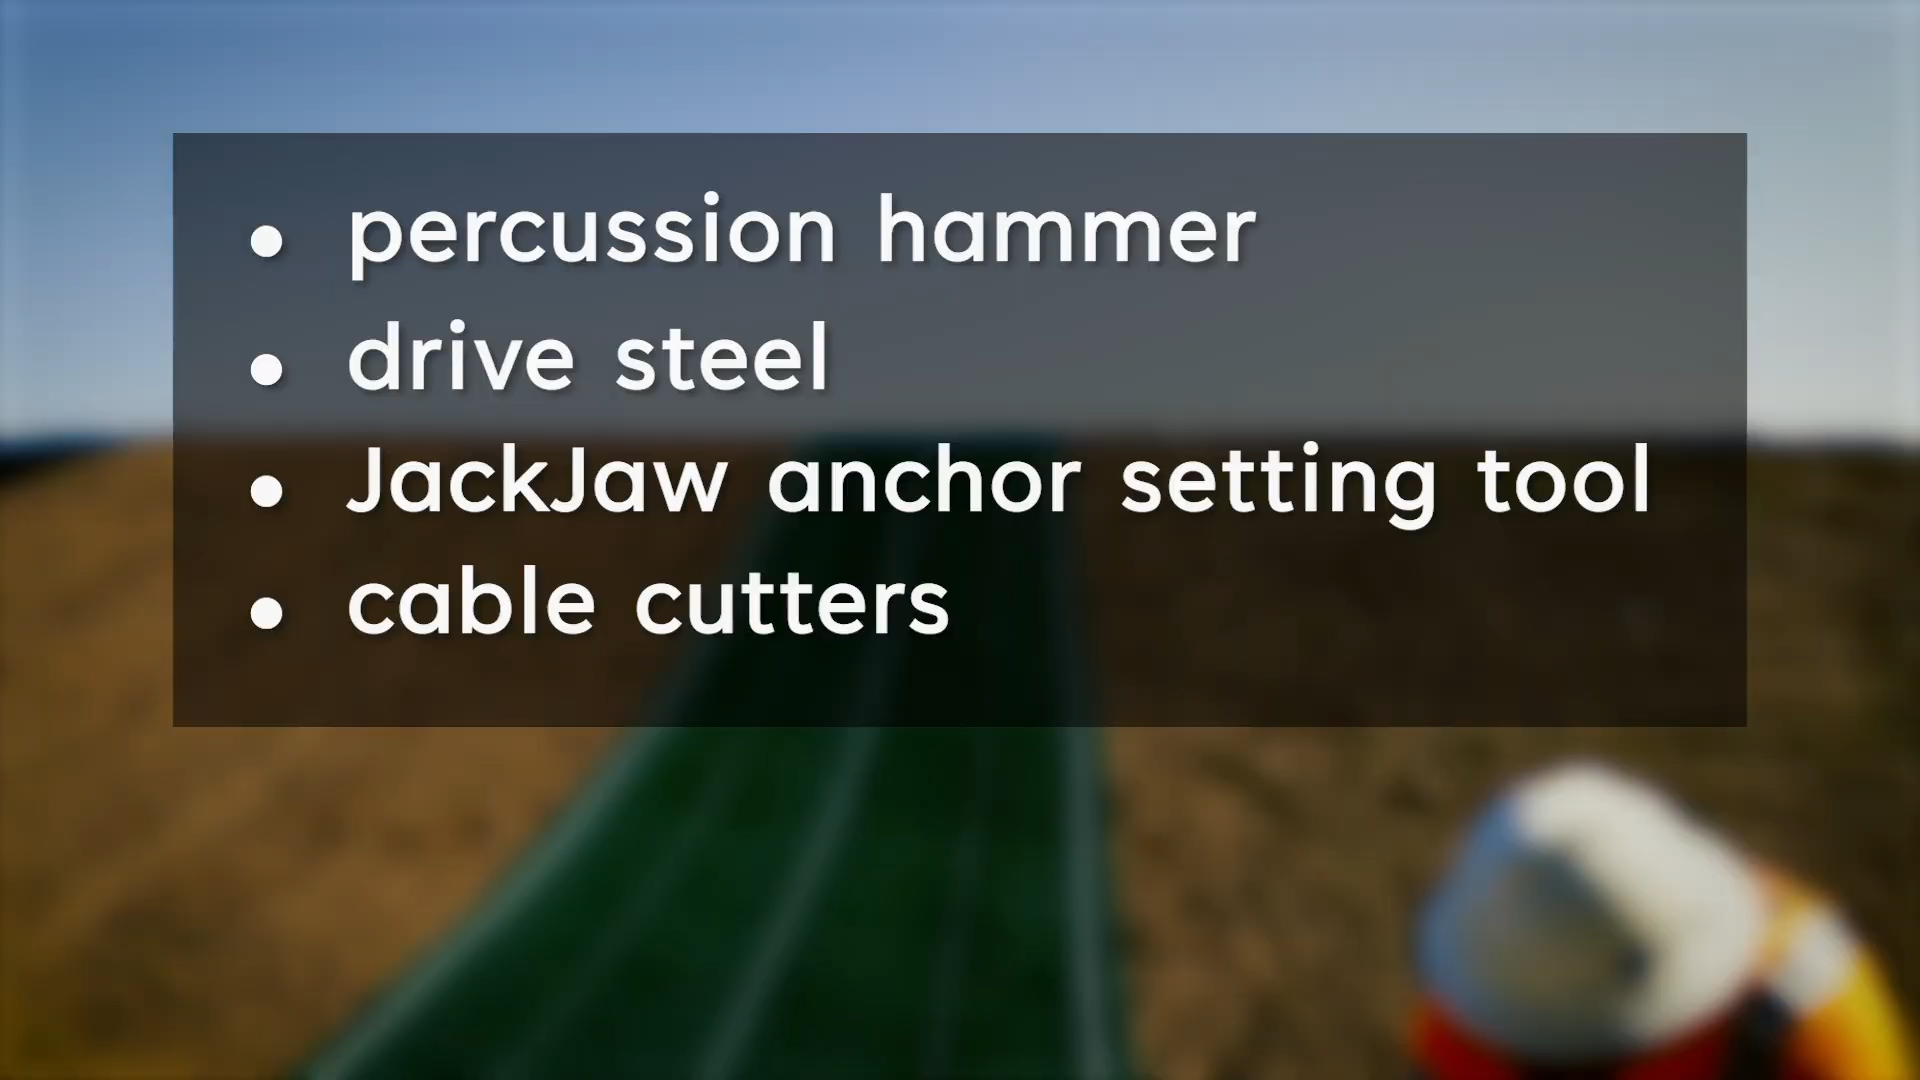 • percussion hammer
• drive steel
• JackJaw anchor setting tool
• cable cutters